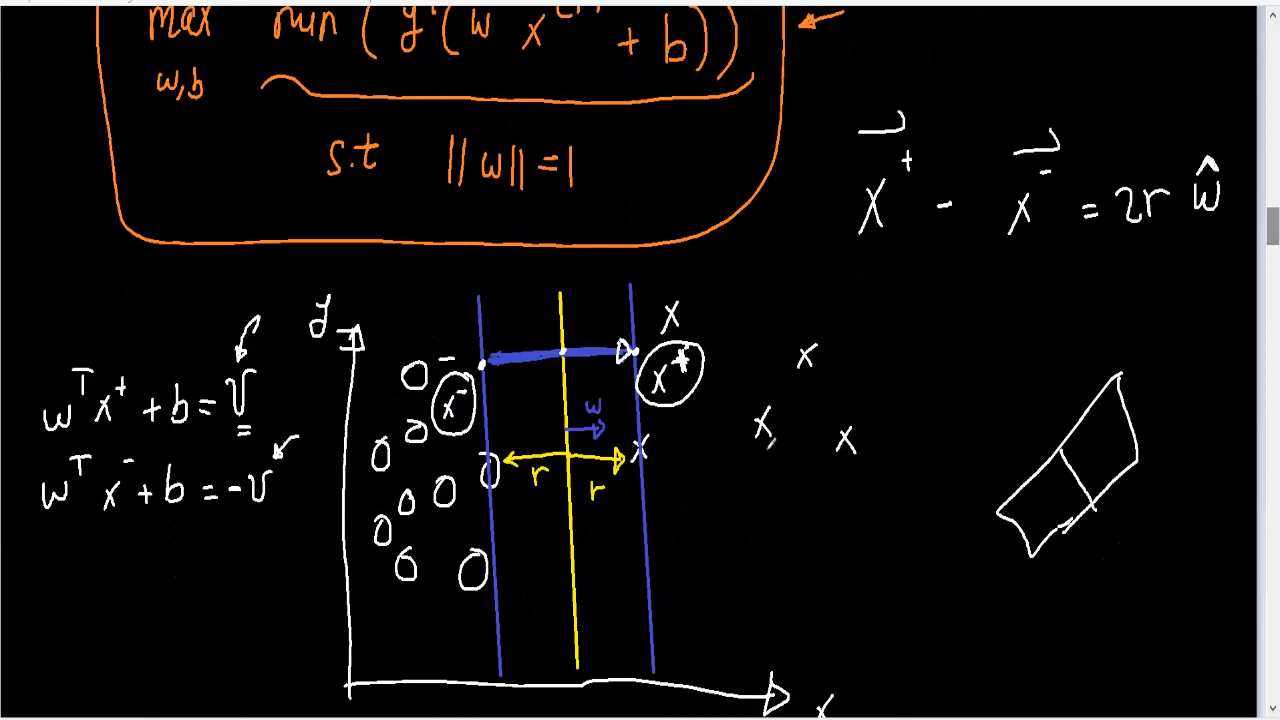 max min ( y (w x + b))
w,b
s.t ||w|| = 1
x⁺ - x⁻ = 2r ŵ
y
wᵀx⁺ + b = v
wᵀx⁻ + b = -v
x⁻
x⁺
w
r r
x